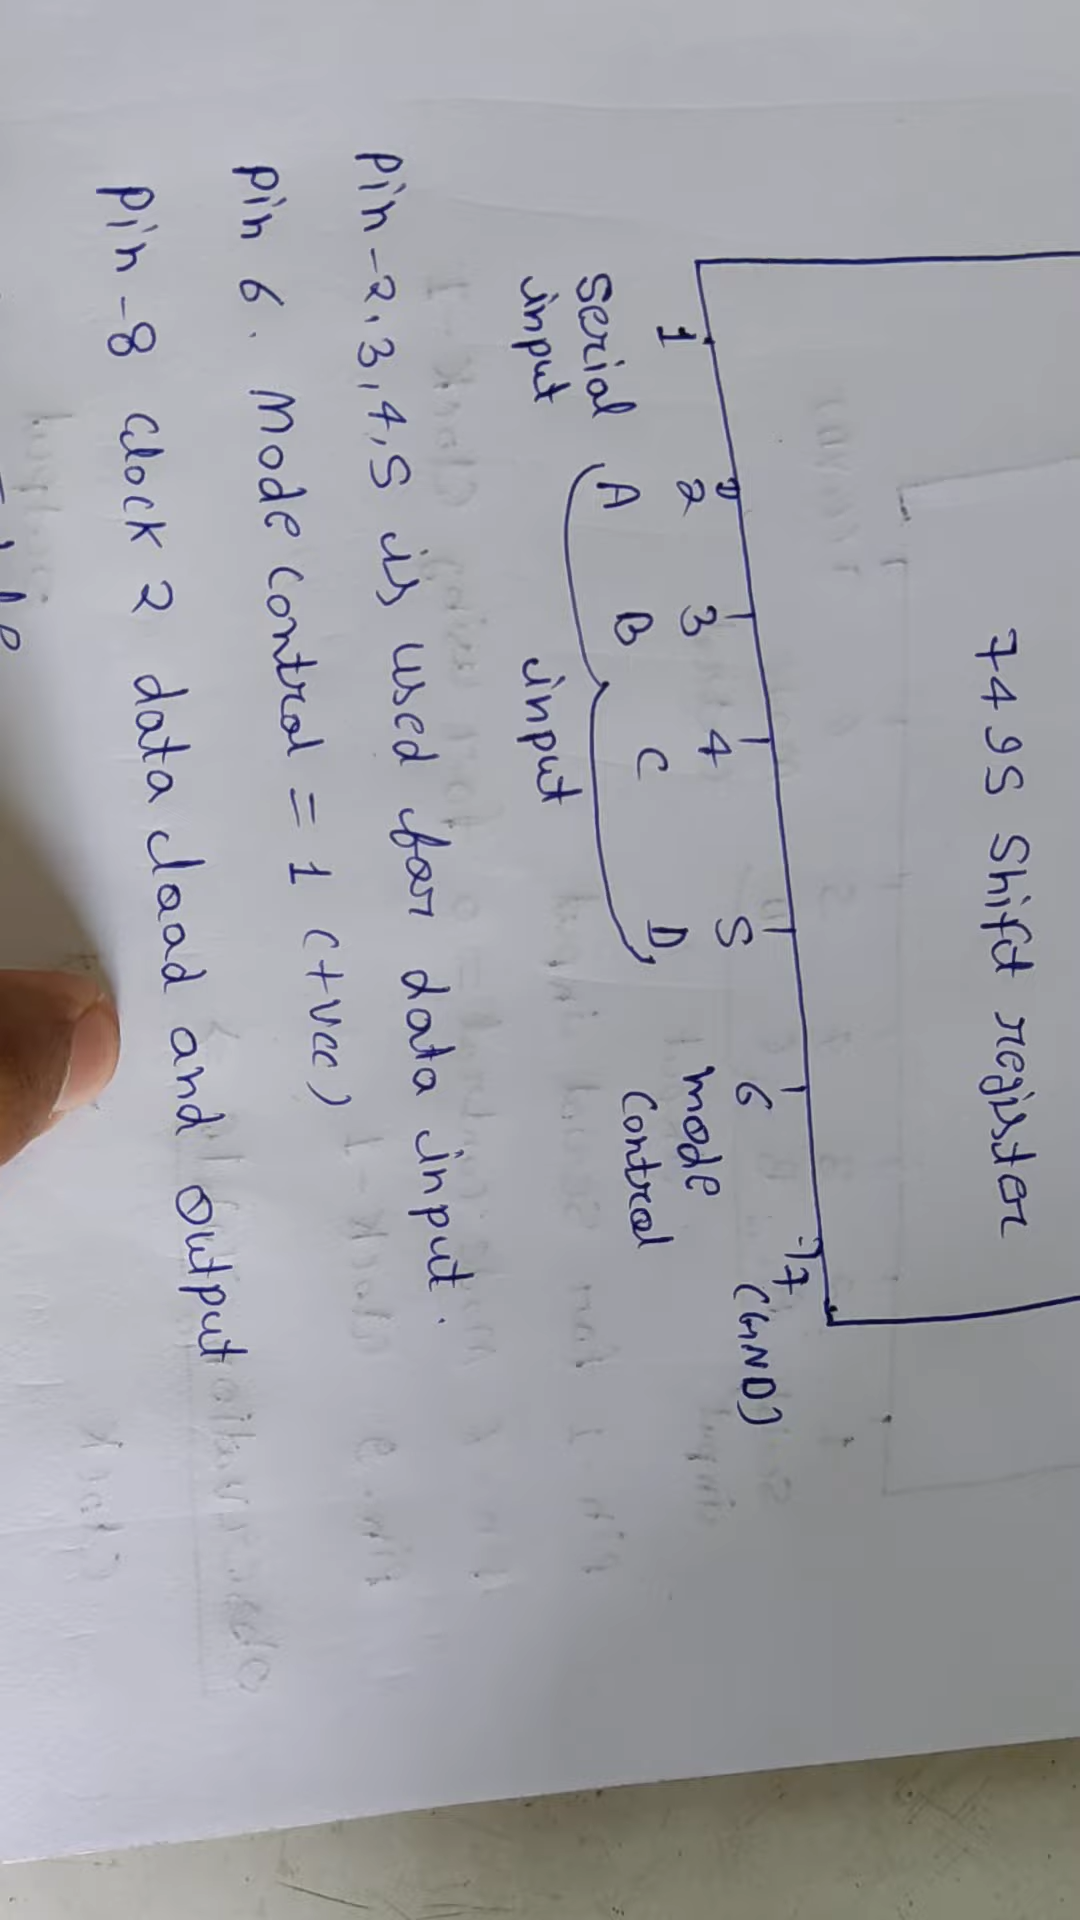 7495 Shift register
1 2 3 4 5 6 7 (GND)
Serial input A B C D mode control
input
Pin-2,3,4,5 is used for data input.
Pin 6. Mode control = 1 (+Vcc)
Pin-8 Clock 2 data load and output